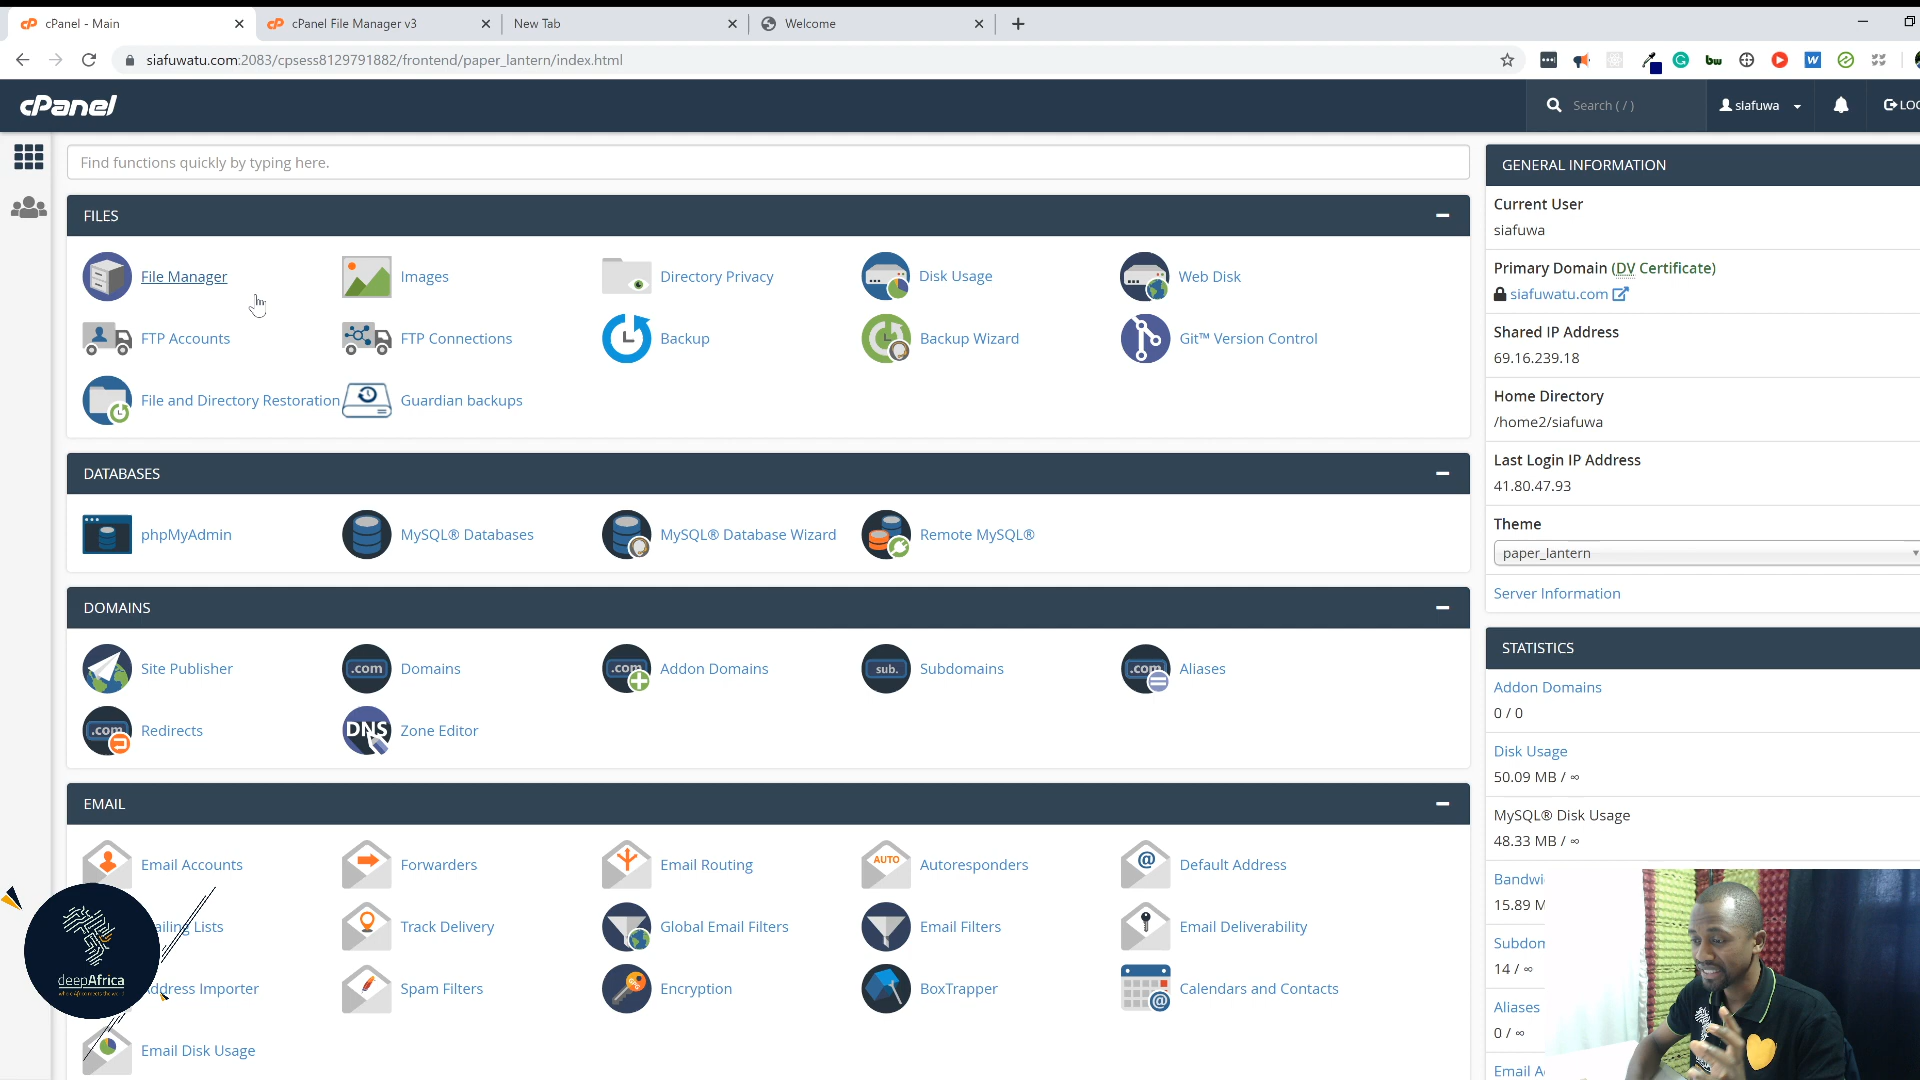 cPanel - Main
cPanel File Manager v3
New Tab
Welcome
siafuwatu.com:2083/cpsess8129791882/frontend/paper_lantern/index.html
cPanel
Search ( / )
siafuwa
Find functions quickly by typing here.
FILES
File Manager
Images
Directory Privacy
Disk Usage
Web Disk
FTP Accounts
FTP Connections
Backup
Backup Wizard
Git™ Version Control
File and Directory Restoration
Guardian backups
DATABASES
phpMyAdmin
MySQL® Databases
MySQL® Database Wizard
Remote MySQL®
DOMAINS
Site Publisher
.com
Domains
.com
Addon Domains
sub.
Subdomains
.com
Aliases
.com
Redirects
DNS
Zone Editor
EMAIL
Email Accounts
Forwarders
Email Routing
AUTO
Autoresponders
Default Address
Lists
Track Delivery
Global Email Filters
Email Filters
Email Deliverability
Importer
Spam Filters
Encryption
BoxTrapper
Calendars and Contacts
Email Disk Usage
deepAfrica
GENERAL INFORMATION
Current User
siafuwa
Primary Domain (DV Certificate)
siafuwatu.com
Shared IP Address
69.16.239.18
Home Directory
/home2/siafuwa
Last Login IP Address
41.80.47.93
Theme
paper_lantern
Server Information
STATISTICS
Addon Domains
0 / 0
Disk Usage
50.09 MB / ∞
MySQL® Disk Usage
48.33 MB / ∞
Bandwi
15.89 M
Subdom
14 / ∞
Aliases
0 / ∞
Email A